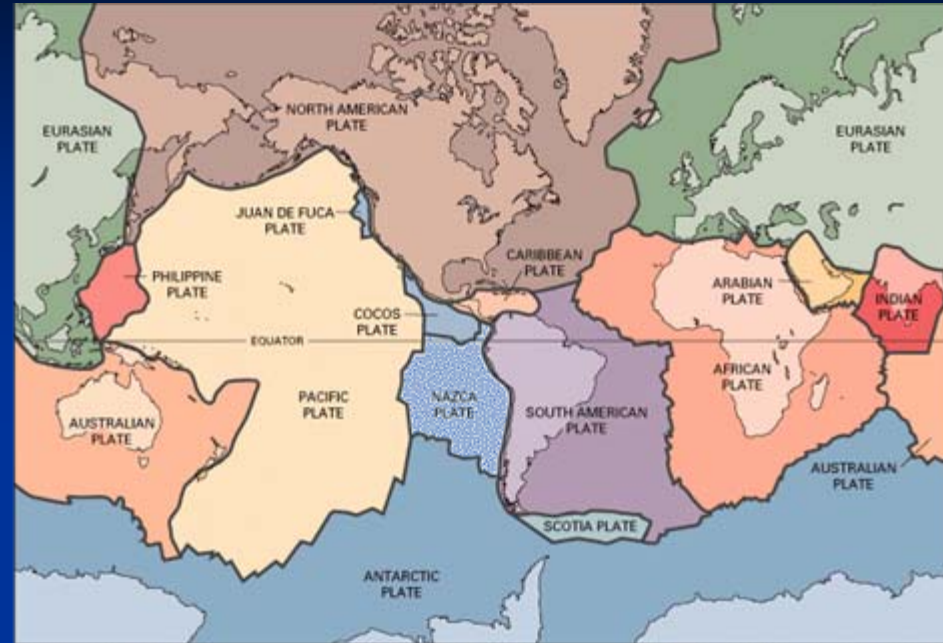 NORTH AMERICAN
PLATE
EURASIAN
PLATE
EURASIAN
PLATE
JUAN DE FUCA
PLATE
CARIBBEAN
PLATE
PHILIPPINE
PLATE
ARABIAN
PLATE
INDIAN
PLATE
COCOS
PLATE
EQUATOR
AFRICAN
PLATE
PACIFIC
PLATE
NAZCA
PLATE
SOUTH AMERICAN
PLATE
AUSTRALIAN
PLATE
AUSTRALIAN
PLATE
SCOTIA PLATE
ANTARCTIC
PLATE